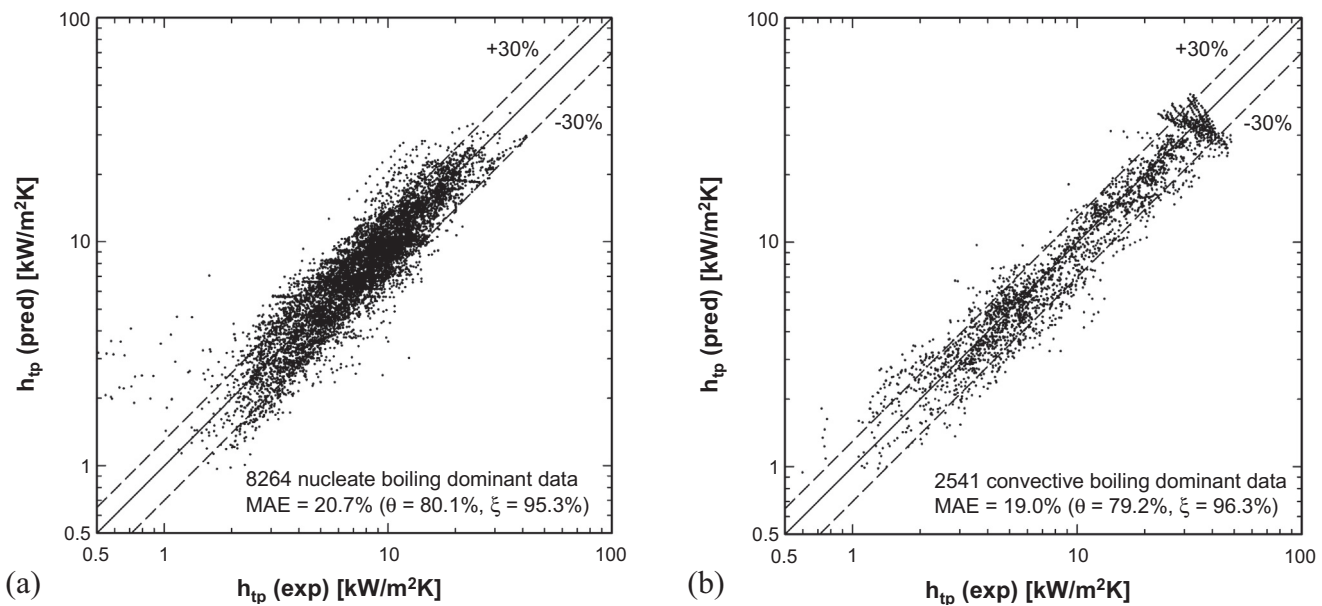 100
+30%
-30%
10
1
0.5
h_tp (pred) [kW/m²K]
8264 nucleate boiling dominant data
MAE = 20.7% (θ = 80.1%, ξ = 95.3%)
0.5 1 10 100
h_tp (exp) [kW/m²K]
(a)
100
+30%
-30%
10
1
0.5
h_tp (pred) [kW/m²K]
2541 convective boiling dominant data
MAE = 19.0% (θ = 79.2%, ξ = 96.3%)
0.5 1 10 100
h_tp (exp) [kW/m²K]
(b)